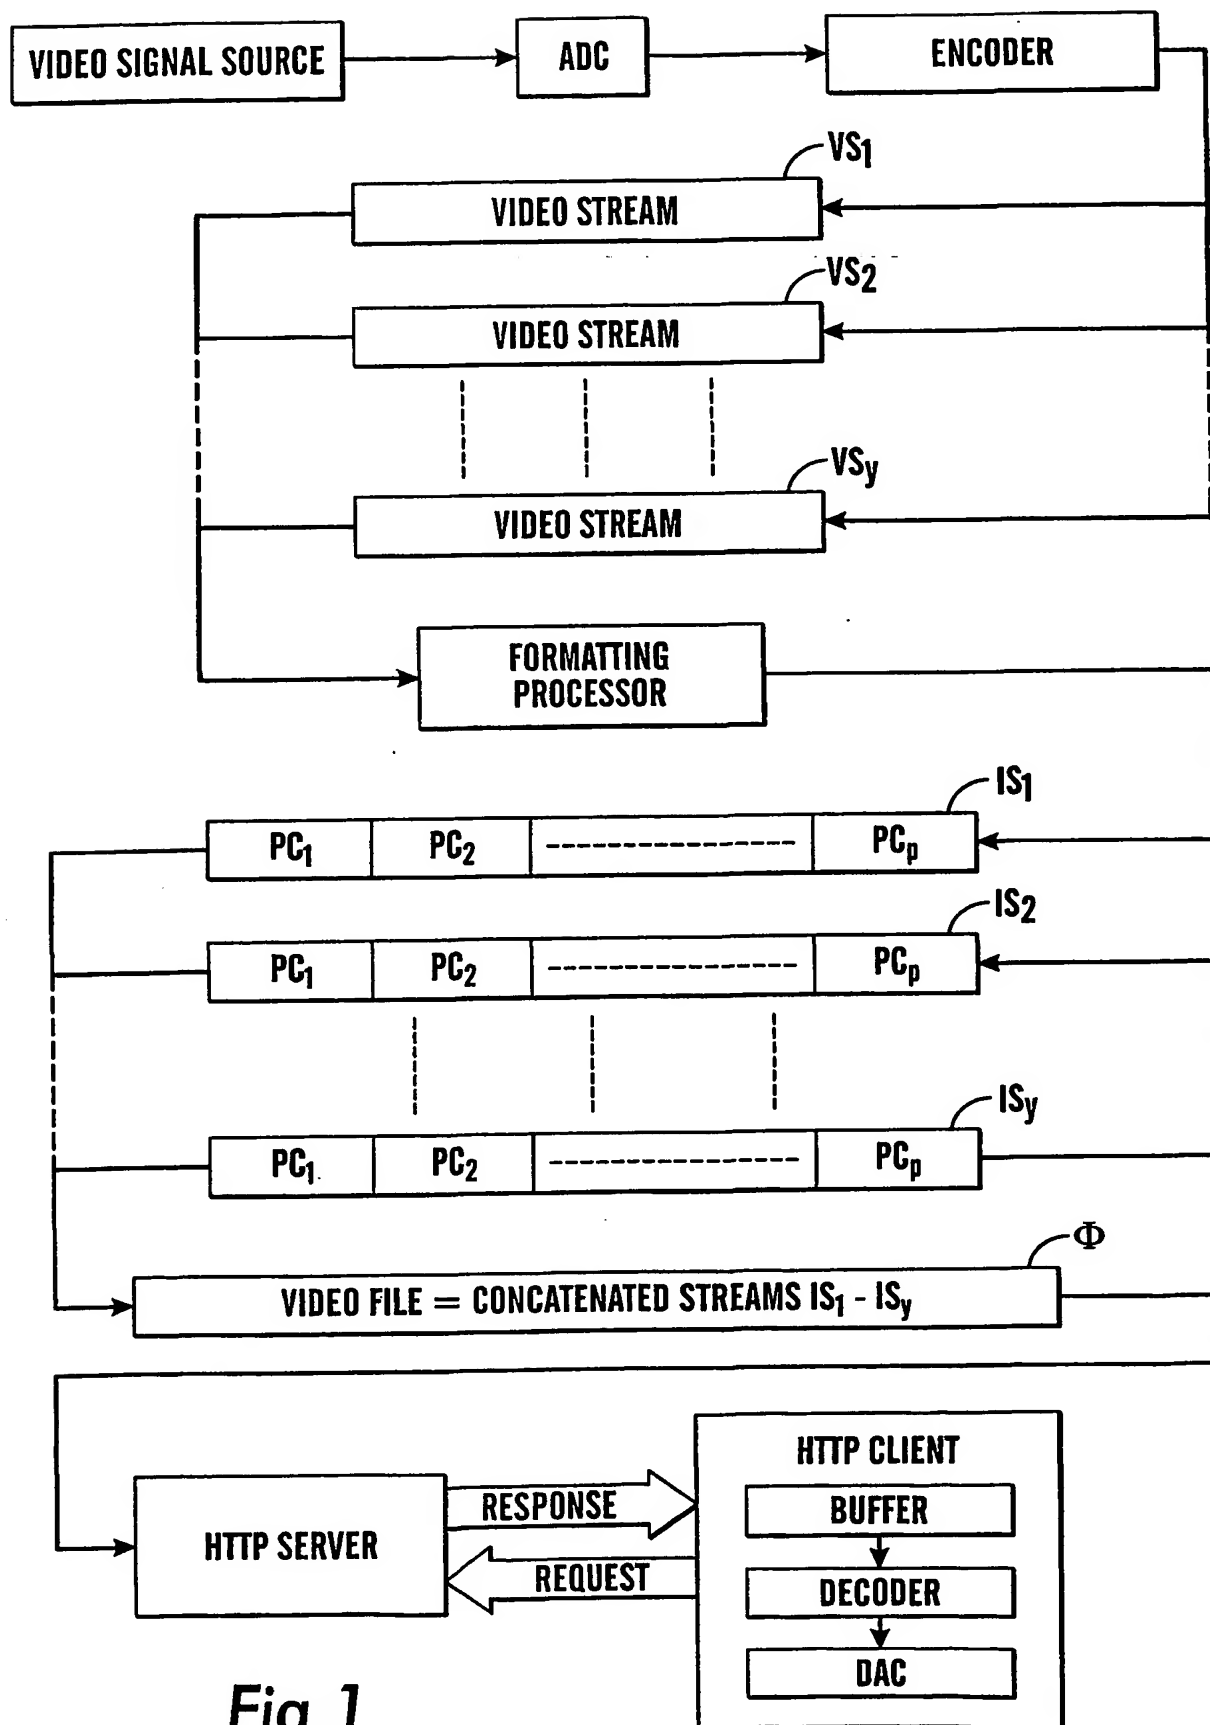 VIDEO SIGNAL SOURCE
ADC
ENCODER
VS1
VIDEO STREAM
VS2
VIDEO STREAM
VSy
VIDEO STREAM
FORMATTING
PROCESSOR
IS1
PC1 PC2 PCp
IS2
PC1 PC2 PCp
ISy
PC1 PC2 PCp
Φ
VIDEO FILE = CONCATENATED STREAMS IS1 - ISy
HTTP CLIENT
BUFFER
RESPONSE
HTTP SERVER
REQUEST
DECODER
DAC
Fig. 1